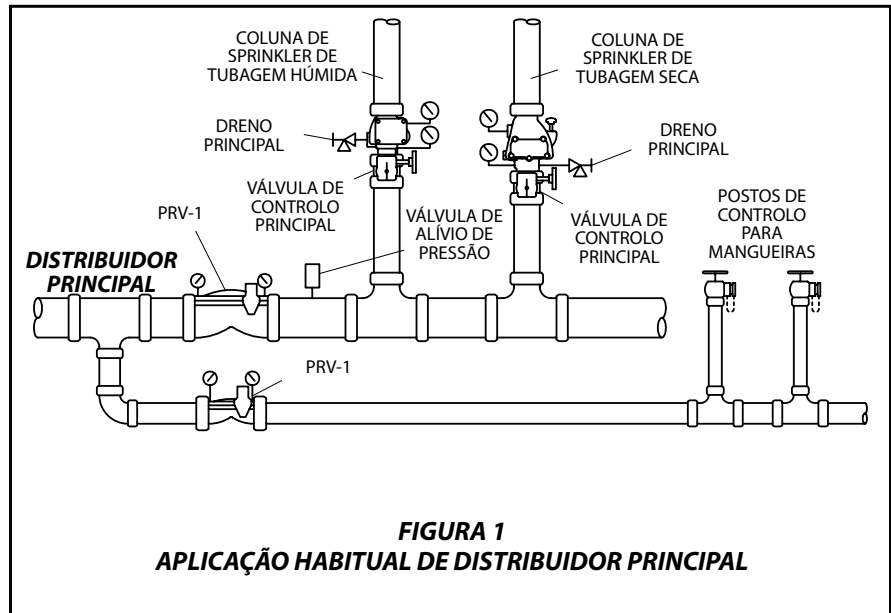 COLUNA DE
SPRINKLER DE
TUBAGEM HÚMIDA
COLUNA DE
SPRINKLER DE
TUBAGEM SECA
DRENO
PRINCIPAL
DRENO
PRINCIPAL
VÁLVULA DE
CONTROLO
PRINCIPAL
PRV-1
VÁLVULA DE
ALÍVIO DE
PRESSÃO
VÁLVULA DE
CONTROLO
PRINCIPAL
POSTOS DE
CONTROLO
PARA
MANGUEIRAS
DISTRIBUIDOR
PRINCIPAL
PRV-1
FIGURA 1
APLICAÇÃO HABITUAL DE DISTRIBUIDOR PRINCIPAL